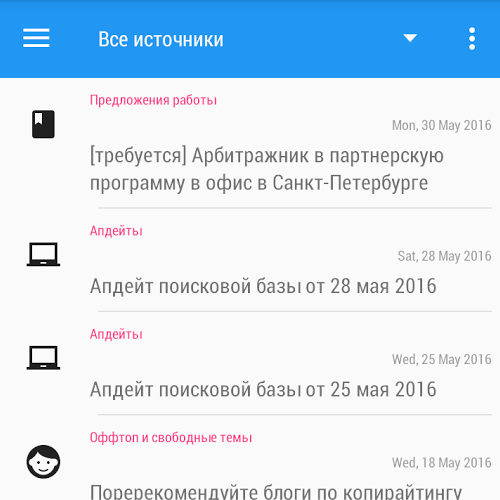 Все источники
Предложения работы
Mon, 30 May 2016
[требуется] Арбитражник в партнерскую
программу в офис в Санкт-Петербурге
Апдейты
Sat, 28 May 2016
Апдейт поисковой базы от 28 мая 2016
Апдейты
Wed, 25 May 2016
Апдейт поисковой базы от 25 мая 2016
Оффтоп и свободные темы
Wed, 18 May 2016
Поререкомендуйте блоги по копирайтингу